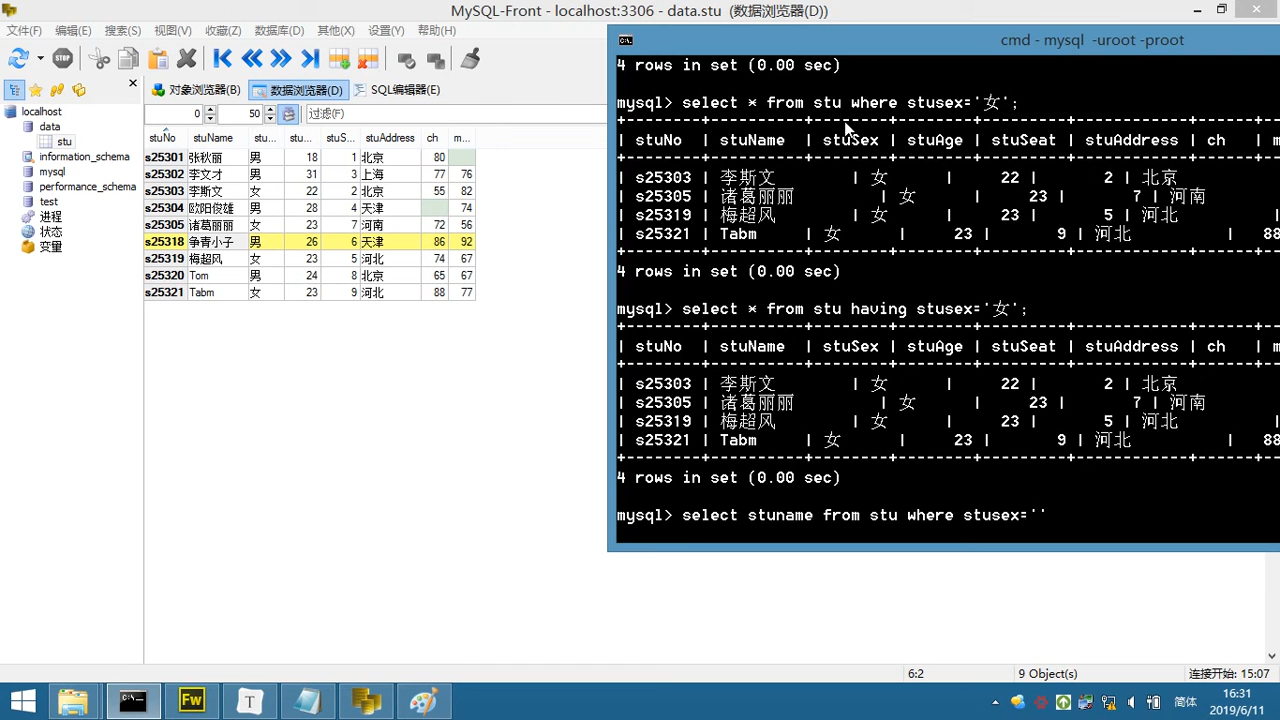 MySQL-Front - localhost:3306 - data.stu (数据浏览器(D))
文件(F) 编辑(E) 搜索(S) 视图(V) 收藏(Z) 数据库(D) 其他(X) 设置(Y) 帮助(H)
STOP
对象浏览器(B) 数据浏览器(D) SQL编辑器(E)
0 50 过滤(F)
localhost
data
stu
information_schema
mysql
performance_schema
test
进程
状态
变量
stuNo stuName stu... stu... stuS... stuAddress ch m...
s25301 张秋丽 男 18 1 北京 80
s25302 李文才 男 31 3 上海 77 76
s25303 李斯文 女 22 2 北京 55 82
s25304 欧阳俊雄 男 28 4 天津 74
s25305 诸葛丽丽 女 23 7 河南 72 56
s25318 争青小子 男 26 6 天津 86 92
s25319 梅超风 女 23 5 河北 74 67
s25320 Tom 男 24 8 北京 65 67
s25321 Tabm 女 23 9 河北 88 77
cmd - mysql -uroot -proot
4 rows in set (0.00 sec)
mysql> select * from stu where stusex='女';
| stuNo | stuName | stuSex | stuAge | stuSeat | stuAddress | ch | m
| s25303 | 李斯文 | 女 | 22 | 2 | 北京
| s25305 | 诸葛丽丽 | 女 | 23 | 7 | 河南
| s25319 | 梅超风 | 女 | 23 | 5 | 河北
| s25321 | Tabm | 女 | 23 | 9 | 河北 | 88
4 rows in set (0.00 sec)
mysql> select * from stu having stusex='女';
| stuNo | stuName | stuSex | stuAge | stuSeat | stuAddress | ch | m
| s25303 | 李斯文 | 女 | 22 | 2 | 北京
| s25305 | 诸葛丽丽 | 女 | 23 | 7 | 河南
| s25319 | 梅超风 | 女 | 23 | 5 | 河北
| s25321 | Tabm | 女 | 23 | 9 | 河北 | 88
4 rows in set (0.00 sec)
mysql> select stuname from stu where stusex=''
6:2 9 Object(s) 连接开始: 15:07
Fw T 简体
16:31
2019/6/11